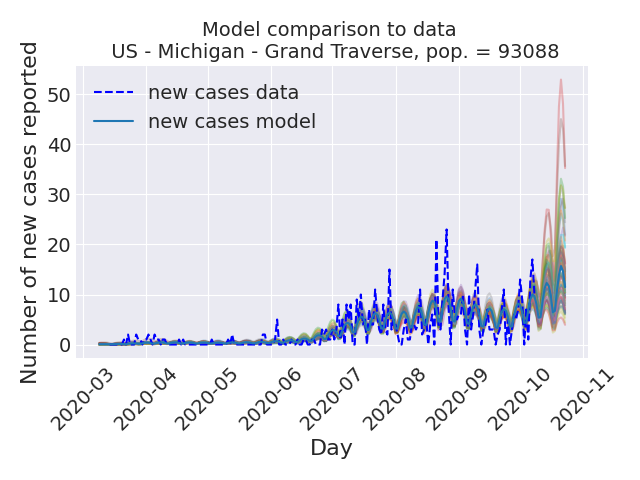 Model comparison to data
US - Michigan - Grand Traverse, pop. = 93088
Number of new cases reported
50
40
30
20
10
0
new cases data
new cases model
2020-03
2020-04
2020-05
2020-06
2020-07
2020-08
2020-09
2020-10
2020-11
Day